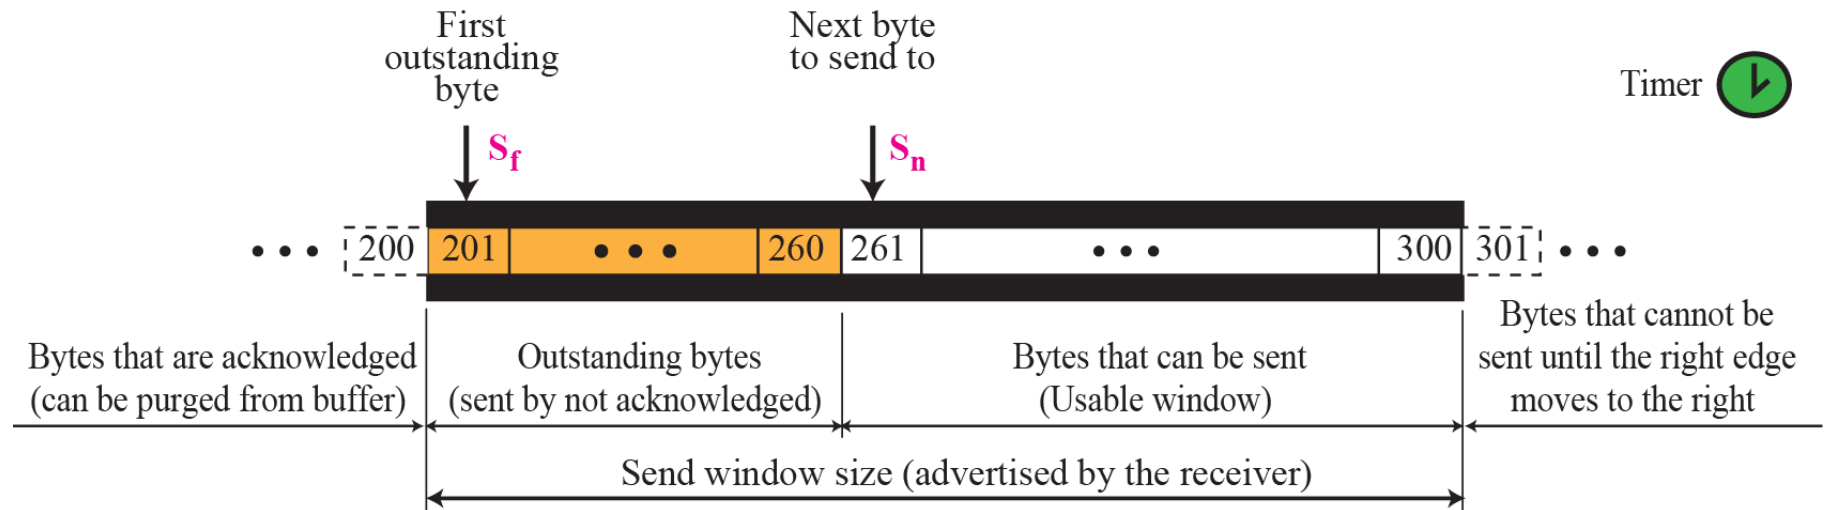 First
outstanding
byte
Next byte
to send to
Timer
Sf
Sn
• • • 200 201 • • • 260 261 • • • 300 301 • • •
Bytes that are acknowledged
(can be purged from buffer)
Outstanding bytes
(sent by not acknowledged)
Bytes that can be sent
(Usable window)
Bytes that cannot be
sent until the right edge
moves to the right
Send window size (advertised by the receiver)